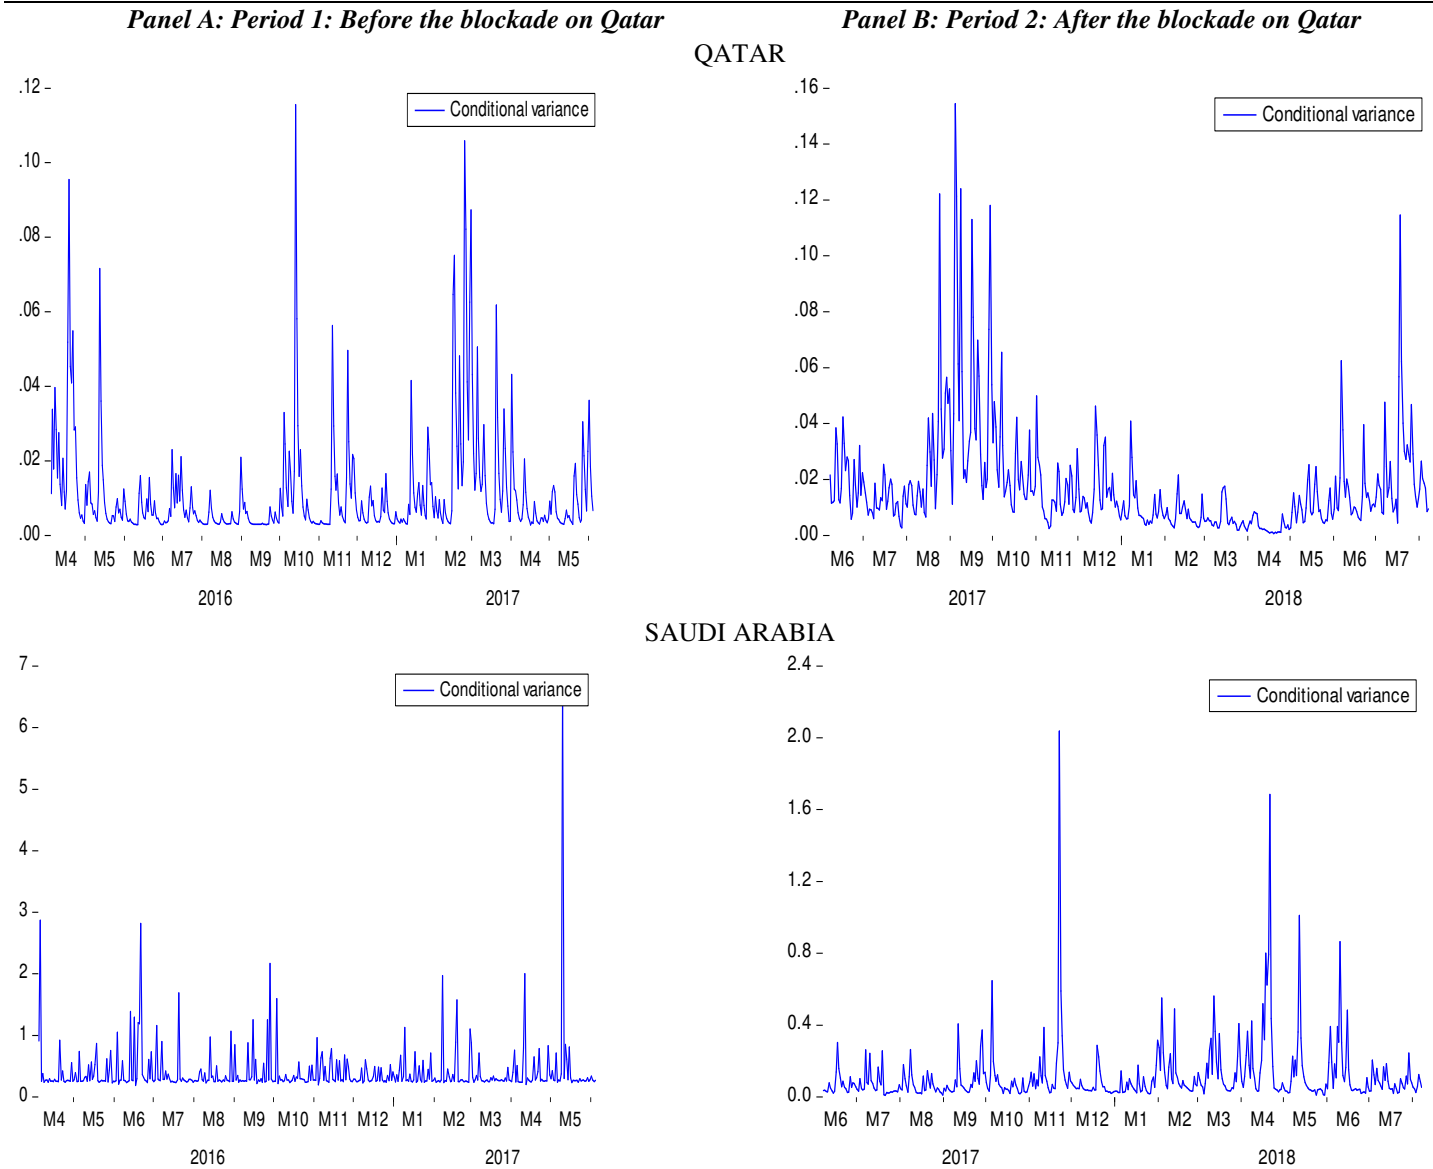 Panel A: Period 1: Before the blockade on Qatar
Panel B: Period 2: After the blockade on Qatar
QATAR
.12
.10
.08
.06
.04
.02
.00
Conditional variance
M4 M5 M6 M7 M8 M9 M10 M11 M12 M1 M2 M3 M4 M5
2016 2017
.16
.14
.12
.10
.08
.06
.04
.02
.00
Conditional variance
M6 M7 M8 M9 M10 M11 M12 M1 M2 M3 M4 M5 M6 M7
2017 2018
SAUDI ARABIA
7
6
5
4
3
2
1
0
Conditional variance
M4 M5 M6 M7 M8 M9 M10 M11 M12 M1 M2 M3 M4 M5
2016 2017
2.4
2.0
1.6
1.2
0.8
0.4
0.0
Conditional variance
M6 M7 M8 M9 M10 M11 M12 M1 M2 M3 M4 M5 M6 M7
2017 2018